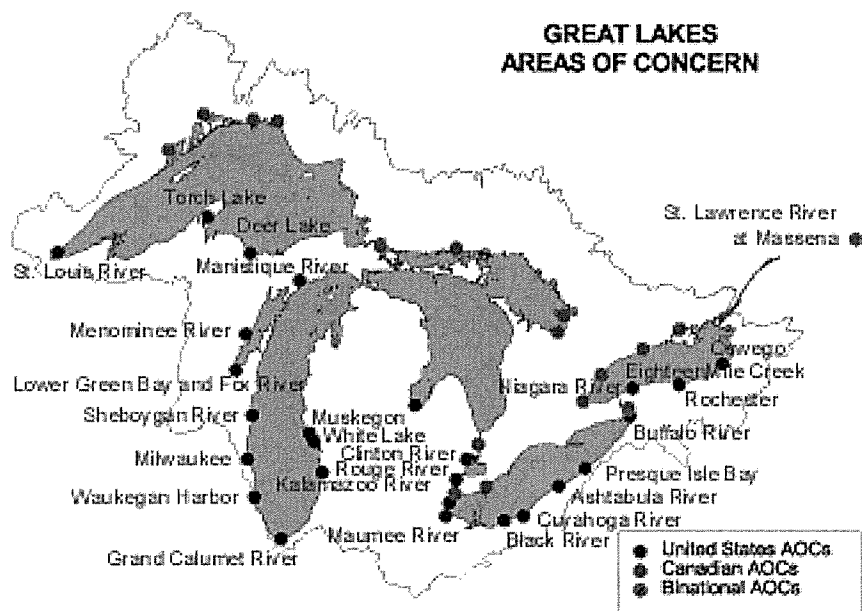 GREAT LAKES
AREAS OF CONCERN
Torch Lake
Deer Lake
St. Lawrence River
at Massena
St. Louis River
Manistique River
Menominee River
Oswego
Lower Green Bay and Fox River
Niagara River
Eighteen Mile Creek
Sheboygan River
Muskegon
Rochester
White Lake
Buffalo River
Milwaukee
Clinton River
Rouge River
Presque Isle Bay
Kalamazoo River
Waukegan Harbor
Ashtabula River
Maumee River
Cuyahoga River
Black River
Grand Calumet River
United States AOCs
Canadian AOCs
Binational AOCs